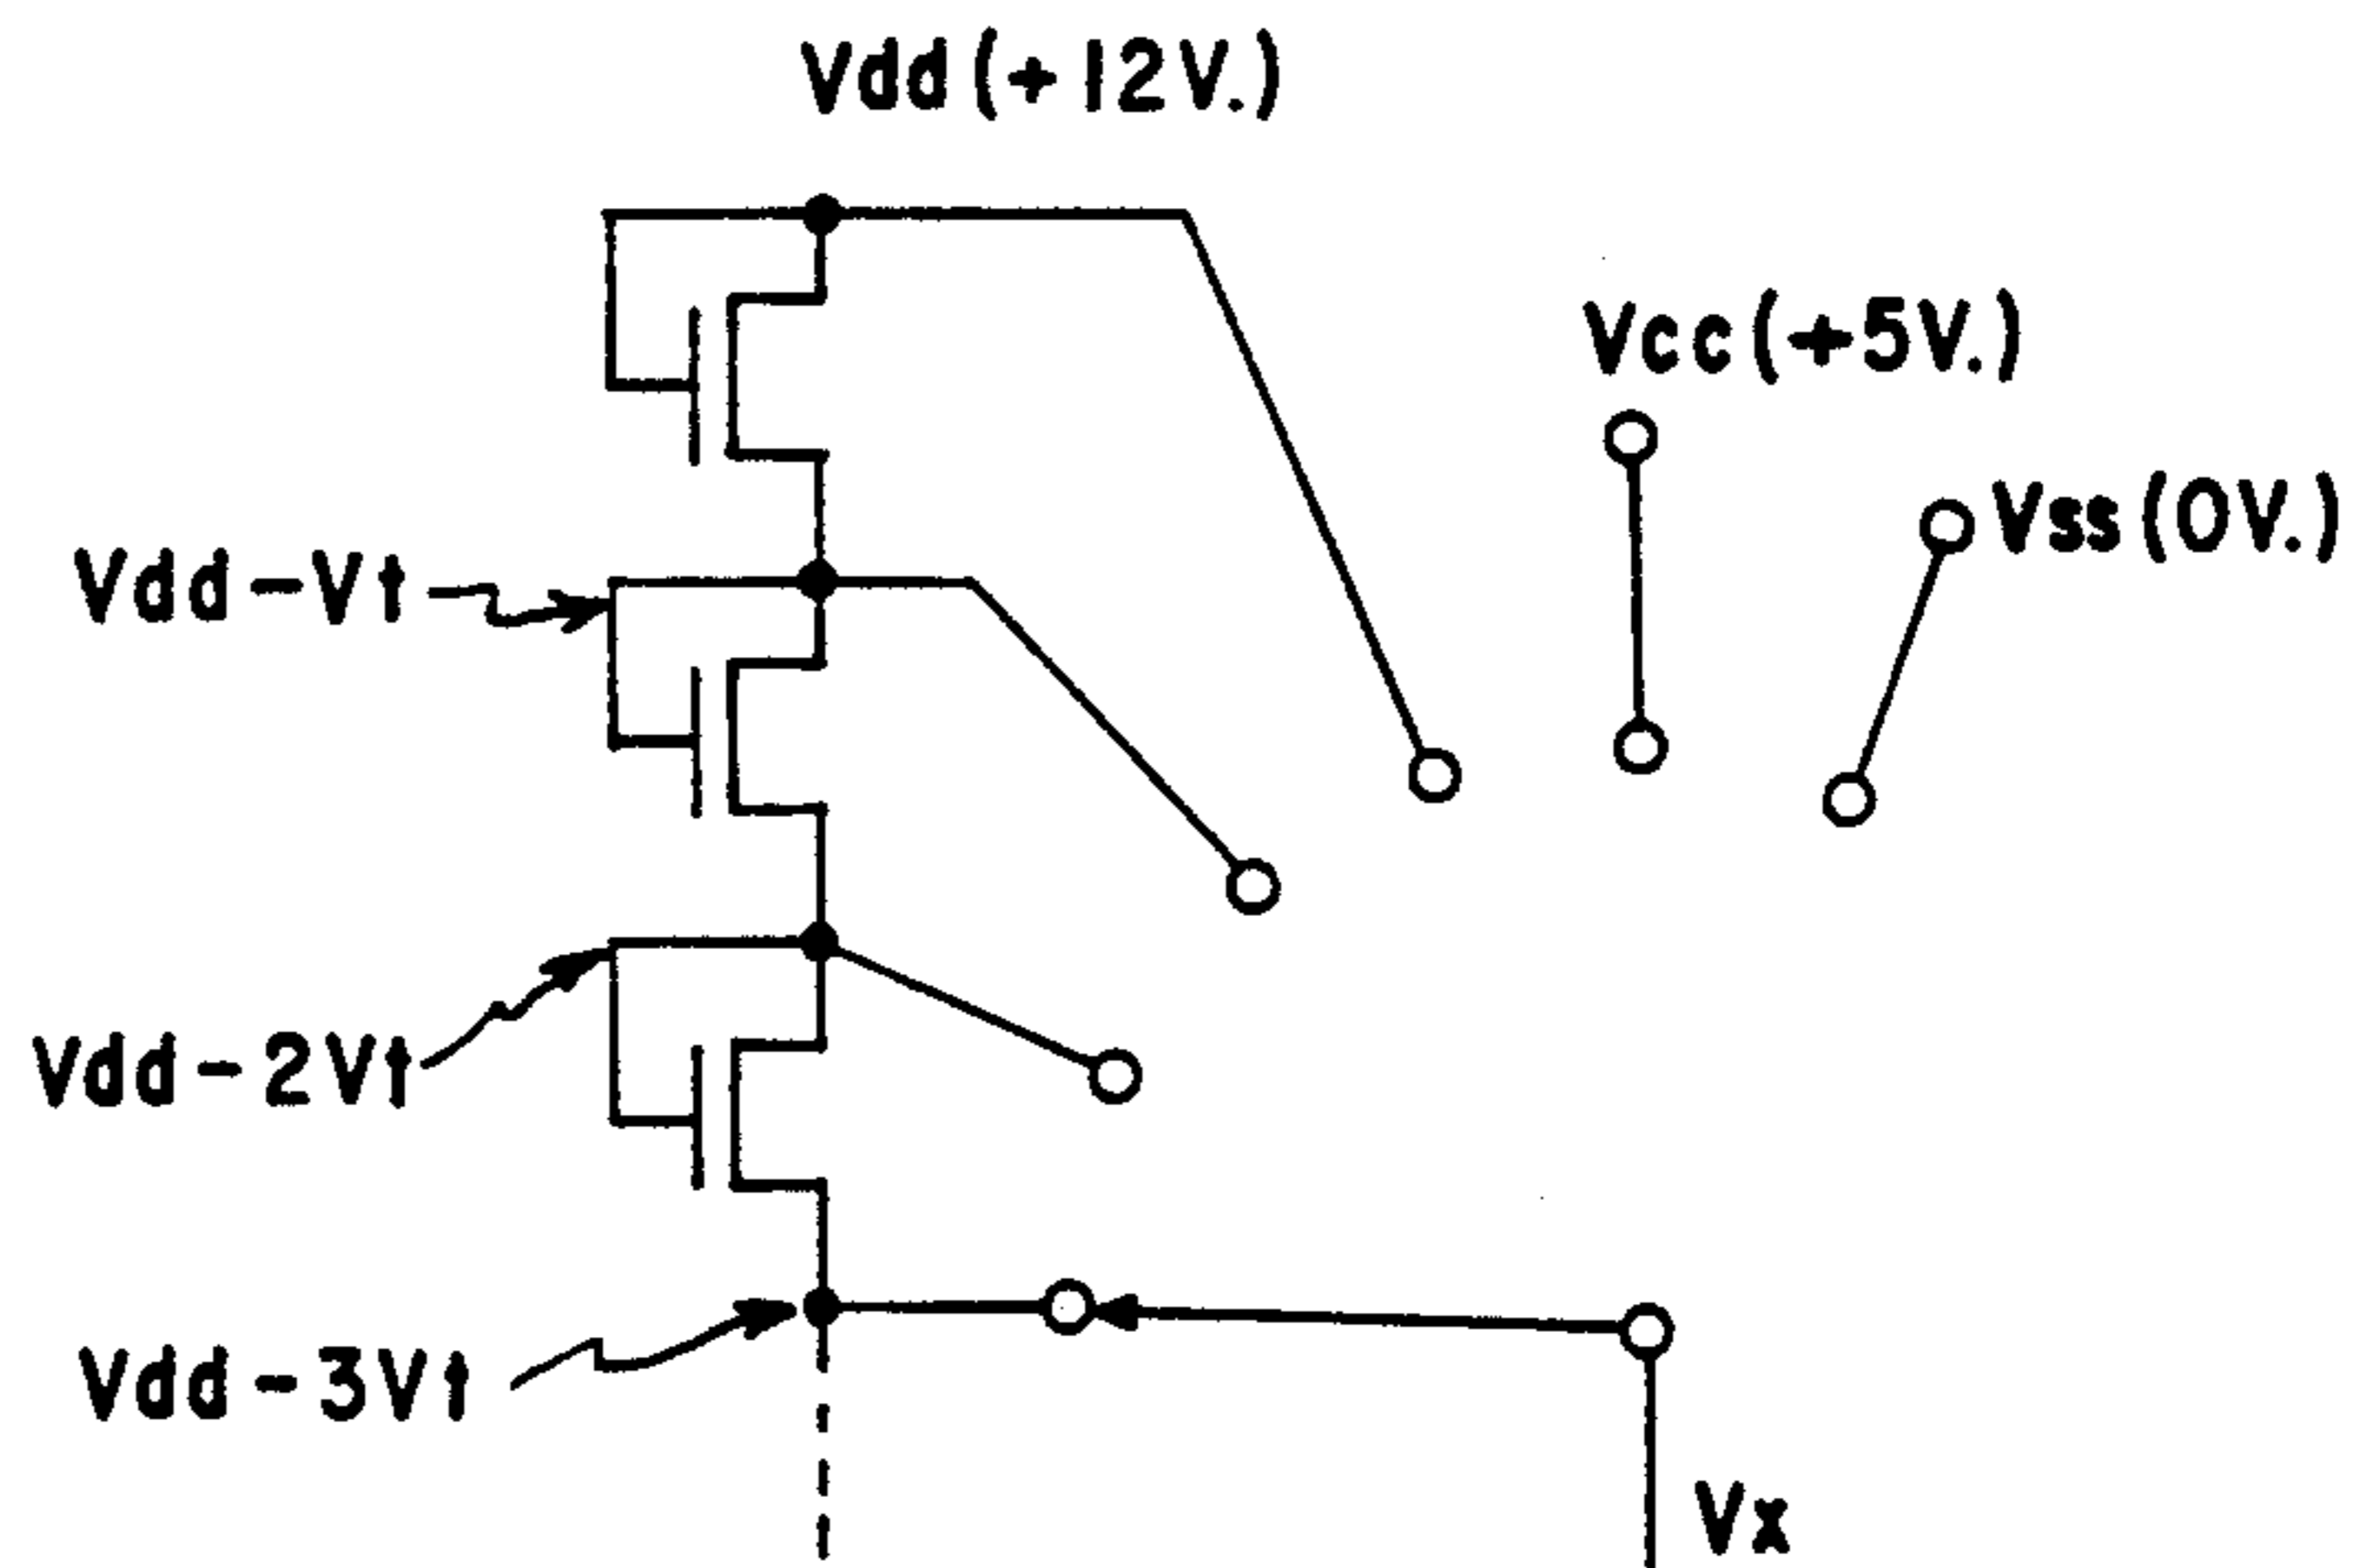 Vdd (+12V.)
Vcc (+5V.)
Vss (0V.)
Vdd-Vt
Vdd-2Vt
Vdd-3Vt
Vx